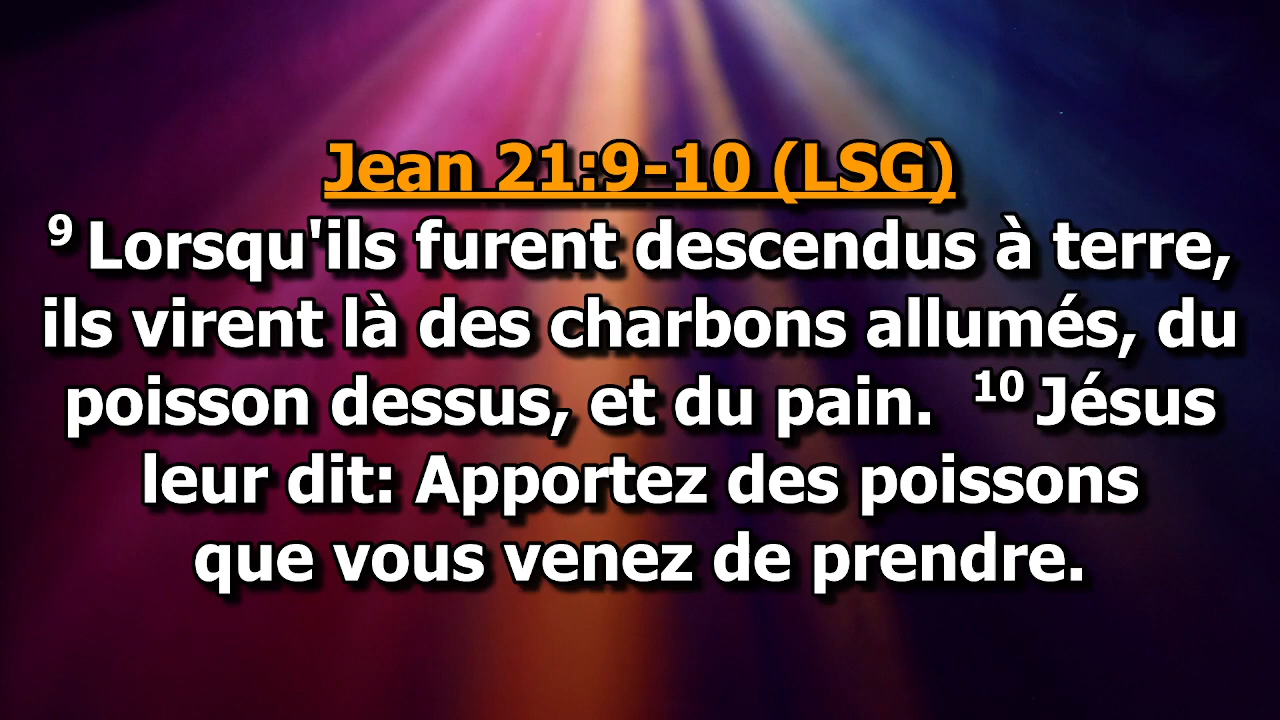 Jean 21:9-10 (LSG)
9 Lorsqu'ils furent descendus à terre,
ils virent là des charbons allumés, du
poisson dessus, et du pain. 10 Jésus
leur dit: Apportez des poissons
que vous venez de prendre.